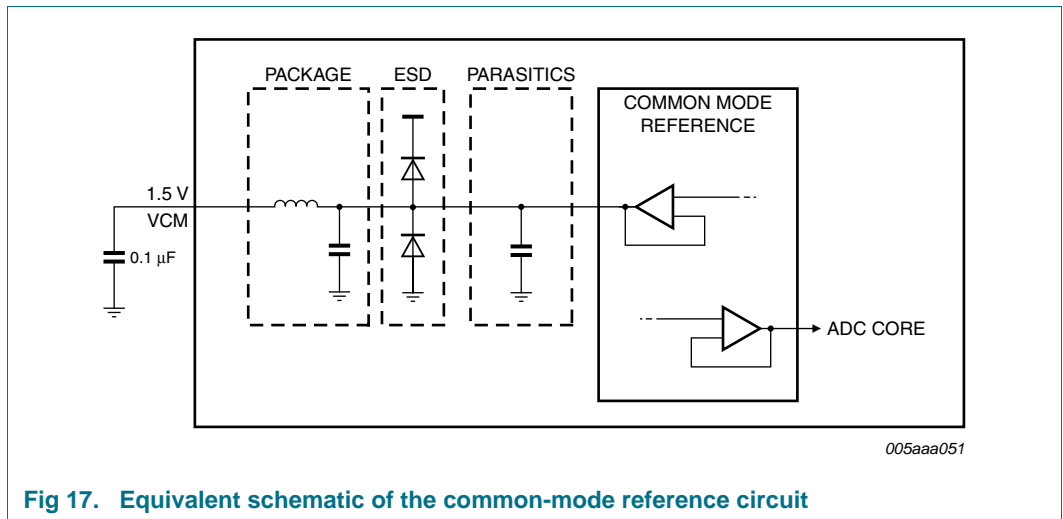 PACKAGE
ESD
PARASITICS
COMMON MODE
REFERENCE
1.5 V
VCM
0.1 μF
ADC CORE
005aaa051
Fig 17. Equivalent schematic of the common-mode reference circuit